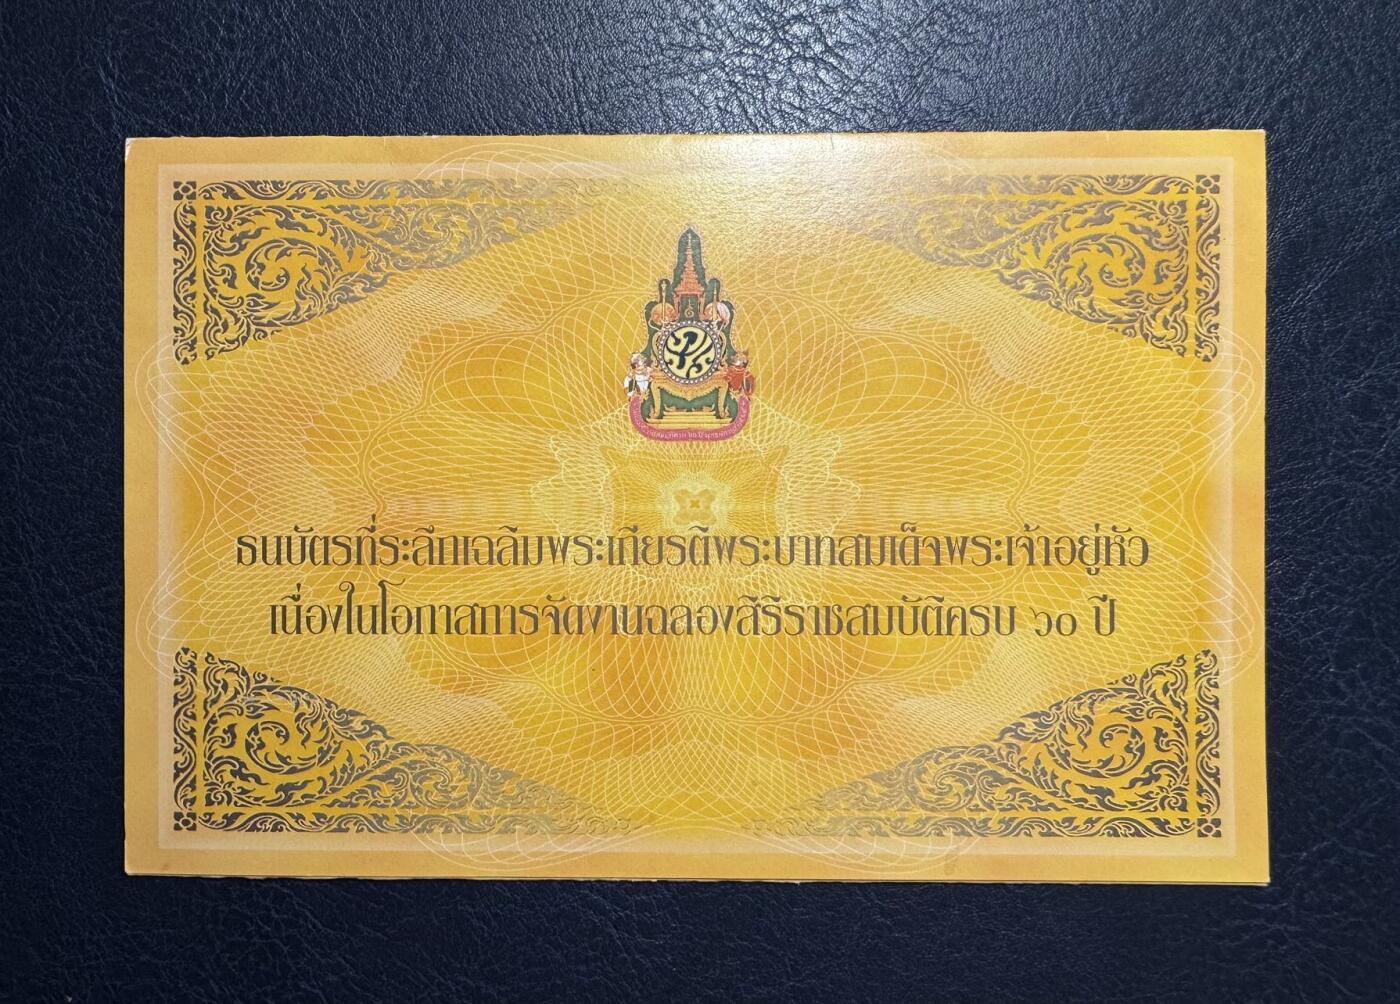 ธนบัตรที่ระลึกเฉลิมพระเกียรติพระบาทสมเด็จพระเจ้าอยู่หัว
เนื่องในโอกาสการจัดงานฉลองสิริราชสมบัติครบ ๖๐ ปี